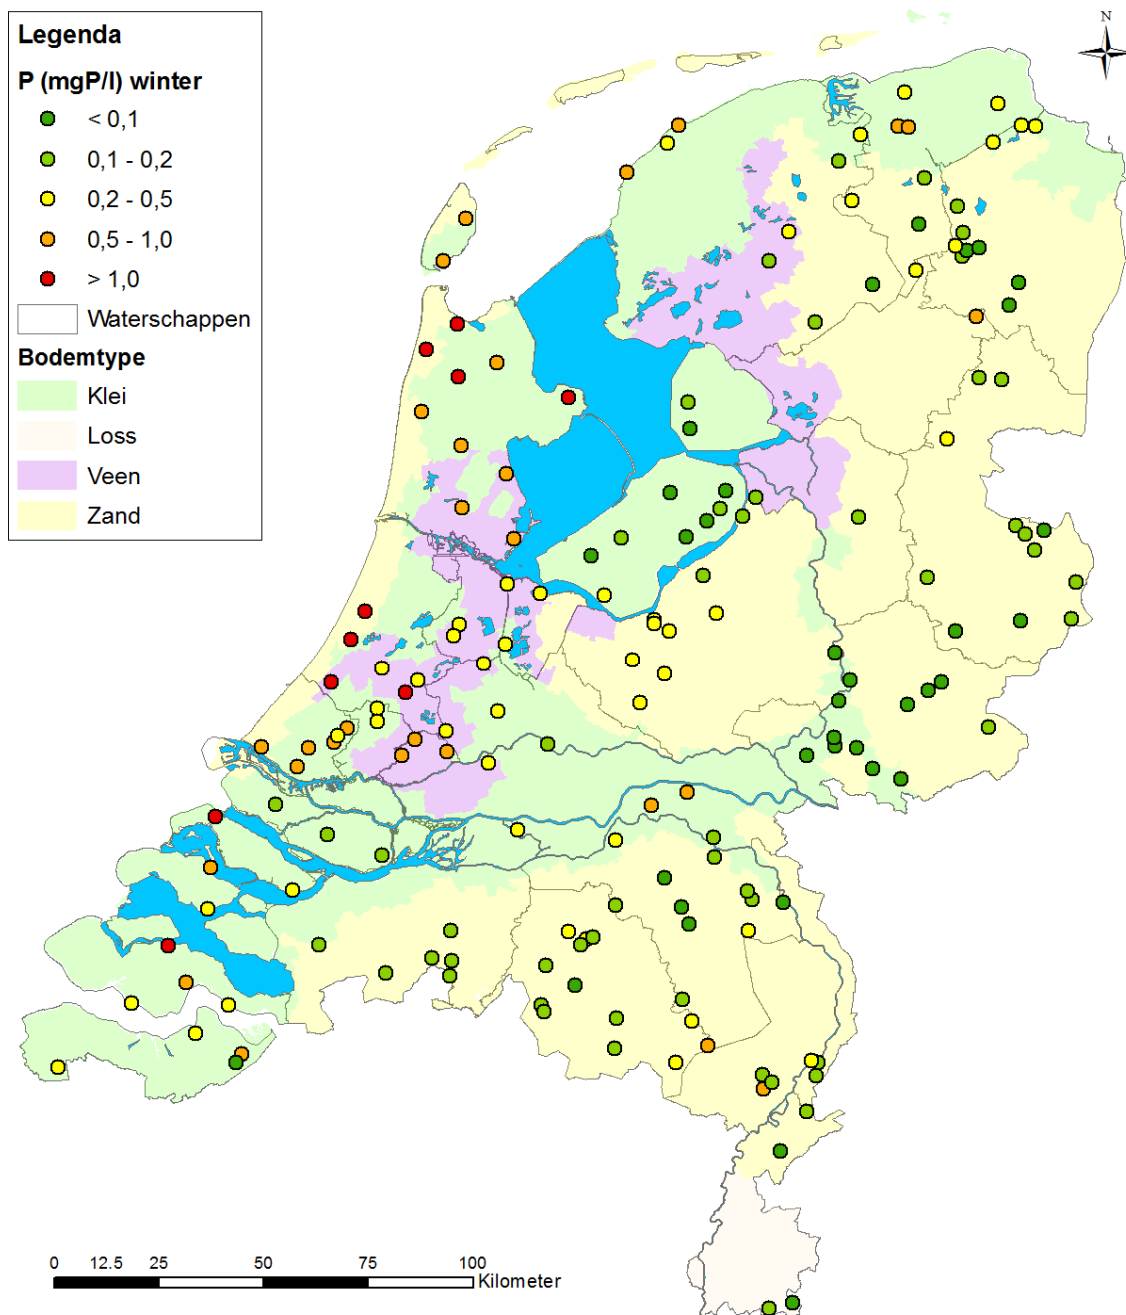 Legenda
P (mgP/l) winter
< 0,1
0,1 - 0,2
0,2 - 0,5
0,5 - 1,0
> 1,0
Waterschappen
Bodemtype
Klei
Loss
Veen
Zand
N
0 12.5 25 50 75 100
Kilometer